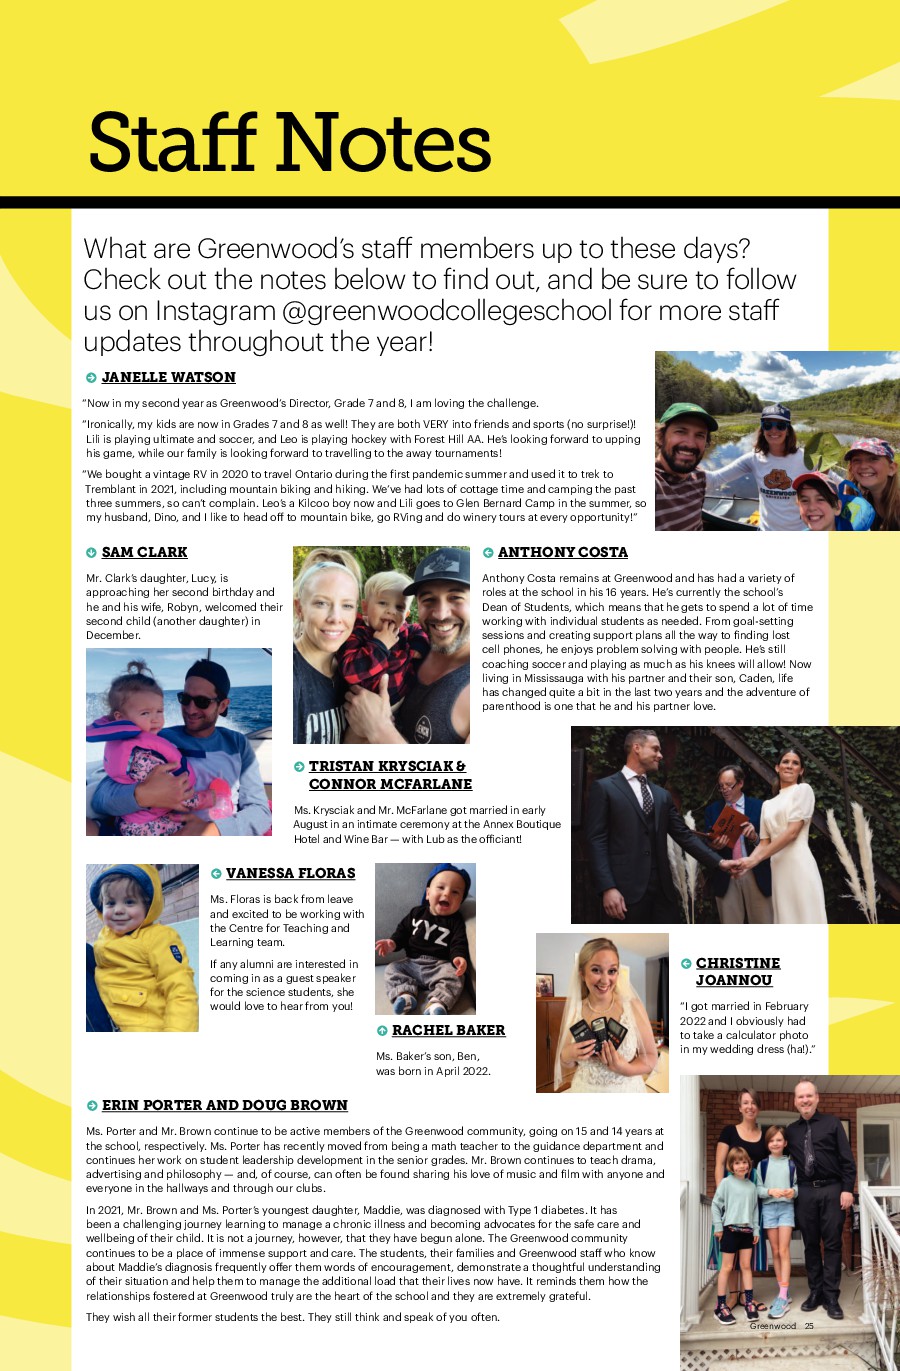 Staff Notes
What are Greenwood’s staff members up to these days?
Check out the notes below to find out, and be sure to follow
us on Instagram @greenwoodcollegeschool for more staff
updates throughout the year!
JANELLE WATSON
“Now in my second year as Greenwood’s Director, Grade 7 and 8, I am loving the challenge.
“Ironically, my kids are now in Grades 7 and 8 as well! They are both VERY into friends and sports (no surprise!)!
Lili is playing ultimate and soccer, and Leo is playing hockey with Forest Hill AA. He’s looking forward to upping
his game, while our family is looking forward to travelling to the away tournaments!
“We bought a vintage RV in 2020 to travel Ontario during the first pandemic summer and used it to trek to
Tremblant in 2021, including mountain biking and hiking. We’ve had lots of cottage time and camping the past
three summers, so can’t complain. Leo’s a Kilcoo boy now and Lili goes to Glen Bernard Camp in the summer, so
my husband, Dino, and I like to head off to mountain bike, go RVing and do winery tours at every opportunity!”
GREENWOOD
SAM CLARK
Mr. Clark’s daughter, Lucy, is
approaching her second birthday and
he and his wife, Robyn, welcomed their
second child (another daughter) in
December.
ANTHONY COSTA
Anthony Costa remains at Greenwood and has had a variety of
roles at the school in his 16 years. He’s currently the school’s
Dean of Students, which means that he gets to spend a lot of time
working with individual students as needed. From goal-setting
sessions and creating support plans all the way to finding lost
cell phones, he enjoys problem solving with people. He’s still
coaching soccer and playing as much as his knees will allow! Now
living in Mississauga with his partner and their son, Caden, life
has changed quite a bit in the last two years and the adventure of
parenthood is one that he and his partner love.
TRISTAN KRYSCIAK &
CONNOR MCFARLANE
Ms. Krysciak and Mr. McFarlane got married in early
August in an intimate ceremony at the Annex Boutique
Hotel and Wine Bar — with Lub as the officiant!
VANESSA FLORAS
Ms. Floras is back from leave
and excited to be working with
the Centre for Teaching and
Learning team.
If any alumni are interested in
coming in as a guest speaker
for the science students, she
would love to hear from you!
YYZ
RACHEL BAKER
Ms. Baker’s son, Ben,
was born in April 2022.
CHRISTINE
JOANNOU
“I got married in February
2022 and I obviously had
to take a calculator photo
in my wedding dress (ha!).”
ERIN PORTER AND DOUG BROWN
Ms. Porter and Mr. Brown continue to be active members of the Greenwood community, going on 15 and 14 years at
the school, respectively. Ms. Porter has recently moved from being a math teacher to the guidance department and
continues her work on student leadership development in the senior grades. Mr. Brown continues to teach drama,
advertising and philosophy — and, of course, can often be found sharing his love of music and film with anyone and
everyone in the hallways and through our clubs.
In 2021, Mr. Brown and Ms. Porter’s youngest daughter, Maddie, was diagnosed with Type 1 diabetes. It has
been a challenging journey learning to manage a chronic illness and becoming advocates for the safe care and
wellbeing of their child. It is not a journey, however, that they have begun alone. The Greenwood community
continues to be a place of immense support and care. The students, their families and Greenwood staff who know
about Maddie’s diagnosis frequently offer them words of encouragement, demonstrate a thoughtful understanding
of their situation and help them to manage the additional load that their lives now have. It reminds them how the
relationships fostered at Greenwood truly are the heart of the school and they are extremely grateful.
They wish all their former students the best. They still think and speak of you often.
Greenwood 25